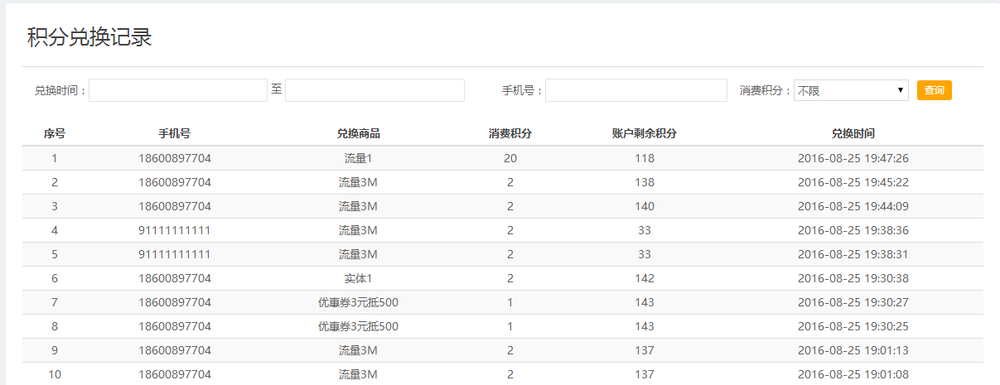 积分兑换记录
兑换时间： 至 手机号： 消费积分： 不限 查询
序号 手机号 兑换商品 消费积分 账户剩余积分 兑换时间
1 18600897704 流量1 20 118 2016-08-25 19:47:26
2 18600897704 流量3M 2 138 2016-08-25 19:45:22
3 18600897704 流量3M 2 140 2016-08-25 19:44:09
4 91111111111 流量3M 2 33 2016-08-25 19:38:36
5 91111111111 流量3M 2 33 2016-08-25 19:38:31
6 18600897704 实体1 2 142 2016-08-25 19:30:38
7 18600897704 优惠券3元抵500 1 143 2016-08-25 19:30:27
8 18600897704 优惠券3元抵500 1 143 2016-08-25 19:30:25
9 18600897704 流量3M 2 137 2016-08-25 19:01:13
10 18600897704 流量3M 2 137 2016-08-25 19:01:08